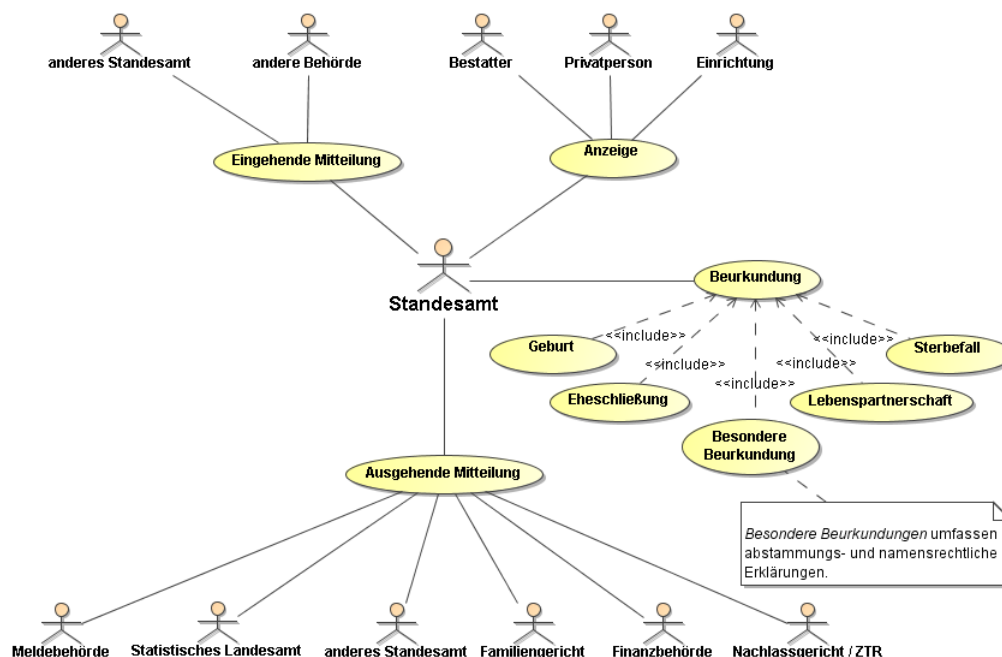 anderes Standesamt
andere Behörde
Bestatter
Privatperson
Einrichtung
Eingehende Mitteilung
Anzeige
Standesamt
Beurkundung
<<include>>
<<include>>
<<include>>
<<include>>
<<include>>
Geburt
Sterbefall
Eheschließung
Lebenspartnerschaft
Besondere
Beurkundung
Ausgehende Mitteilung
Besondere Beurkundungen umfassen
abstammungs- und namensrechtliche
Erklärungen.
Meldebehörde
Statistisches Landesamt
anderes Standesamt
Familiengericht
Finanzbehörde
Nachlassgericht / ZTR